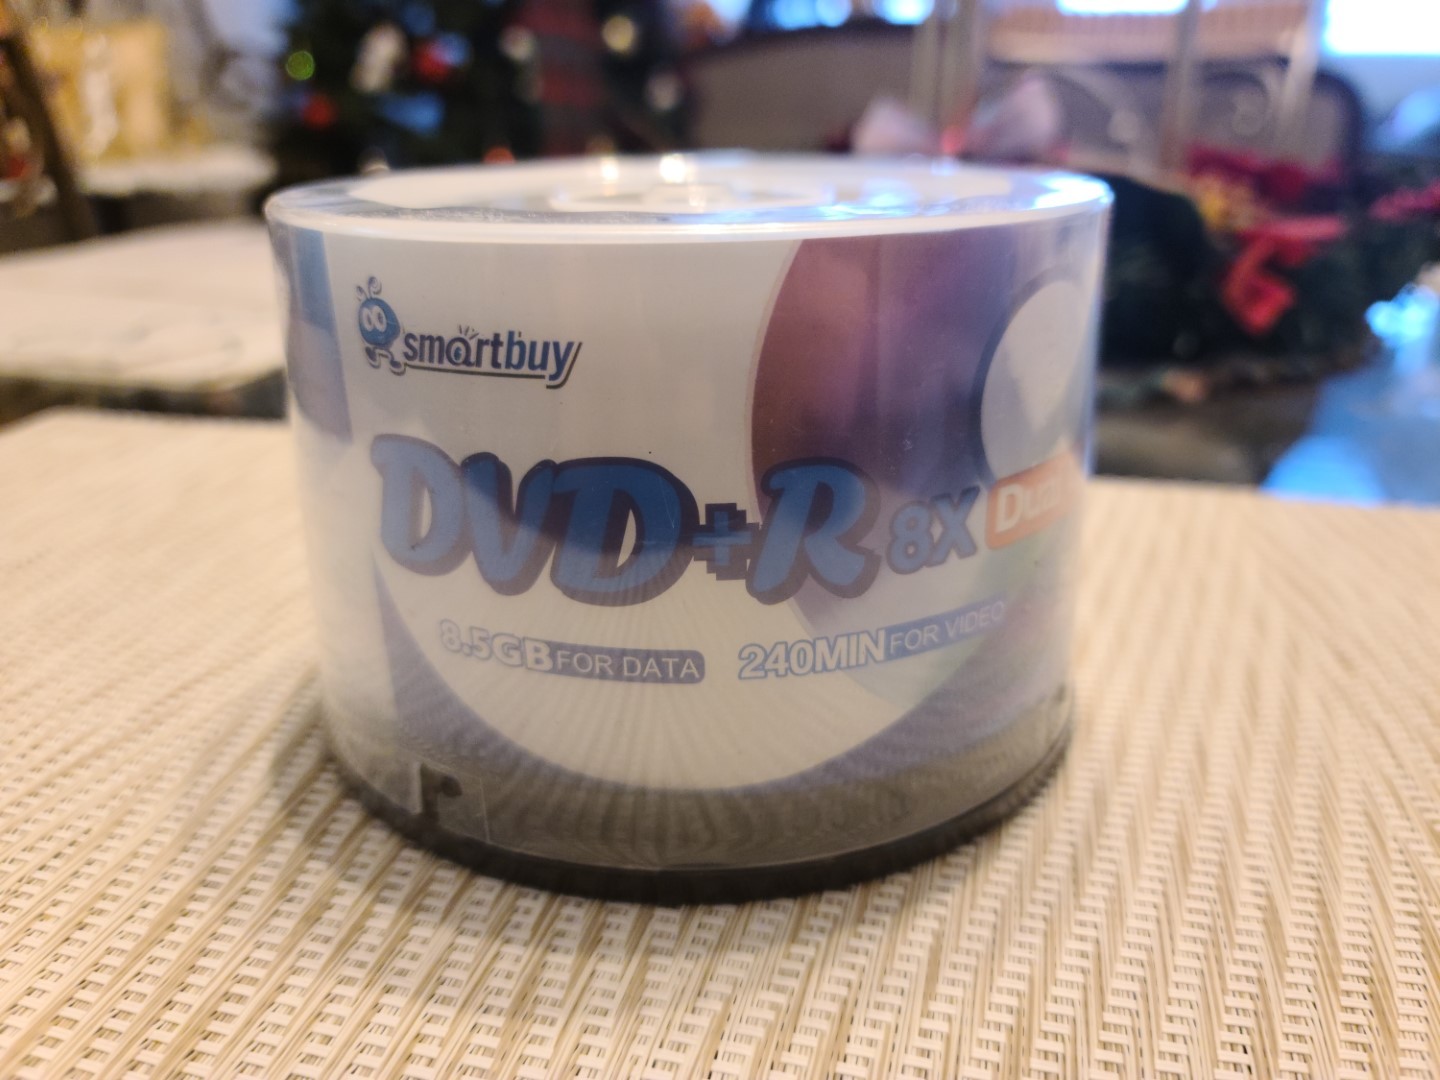 smartbuy
DVD+R 8X
8.5GB FOR DATA 240MIN FOR VIDEO